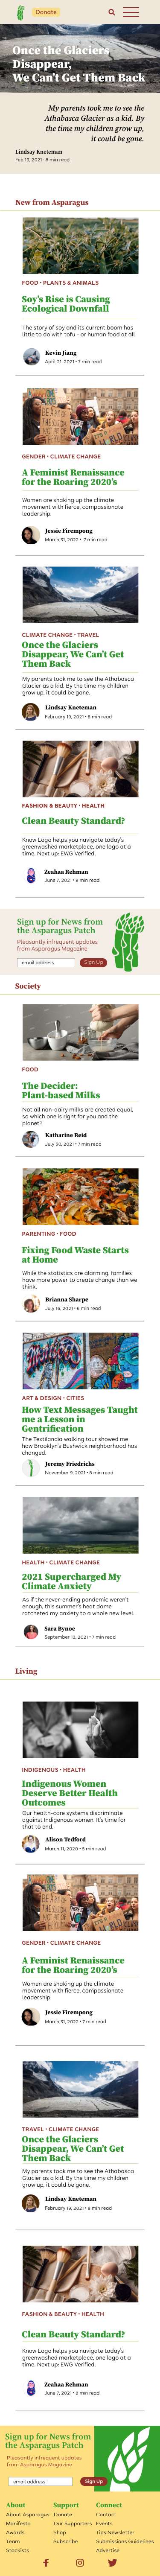 Donate
Once the Glaciers
Disappear,
We Can't Get Them Back
My parents took me to see the
Athabasca Glacier as a kid. By
the time my children grow up,
it could be gone.
Lindsay Kneteman
Feb 19, 2021 8 min read
New from Asparagus
FOOD • PLANTS & ANIMALS
Soy's Rise is Causing
Ecological Downfall
The story of soy and its current boom has
little to do with tofu - or human food at all
Kevin Jiang
April 21, 2021 • 7 min read
GENDER • CLIMATE CHANGE
A Feminist Renaissance
for the Roaring 2020's
Women are shaking up the climate
movement with fierce, compassionate
leadership.
Jessie Firempong
March 31, 2022 • 7 min read
CLIMATE CHANGE • TRAVEL
Once the Glaciers
Disappear, We Can't Get
Them Back
My parents took me to see the Athabasca
Glacier as a kid. By the time my children
grow up, it could be gone.
Lindsay Kneteman
February 19, 2021 • 8 min read
FASHION & BEAUTY • HEALTH
Clean Beauty Standard?
Know Logo helps you navigate today's
greenwashed marketplace, one logo at a
time. Next up: EWG Verified.
Zeahaa Rehman
June 7, 2021 • 8 min read
Sign up for News from
the Asparagus Patch
Pleasantly infrequent updates
from Asparagus Magazine
email address
Sign Up
Society
FOOD
The Decider:
Plant-based Milks
Not all non-dairy milks are created equal,
so which one is right for you and the
planet?
Katharine Reid
July 30, 2021 • 7 min read
PARENTING • FOOD
Fixing Food Waste Starts
at Home
While the statistics are alarming, families
have more power to create change than we
think.
Brianna Sharpe
July 16, 2021 • 5 min read
ART & DESIGN • CITIES
How Text Messages Taught
me a Lesson in
Gentrification
The Textilandia walking tour showed me
how Brooklyn's Bushwick neighborhood has
changed.
Jeremy Friedrichs
November 9, 2021 • 8 min read
HEALTH • CLIMATE CHANGE
2021 Supercharged My
Climate Anxiety
As if the never-ending pandemic weren't
enough, this summer's heat dome
ratcheted my anxiety to a whole new level.
Sara Bynoe
September 13, 2021 • 7 min read
Living
INDIGENOUS • HEALTH
Indigenous Women
Deserve Better Health
Outcomes
Our health-care systems discriminate
against Indigenous women. It's time for
that to end.
Alison Tedford
March 11, 2020 • 5 min read
GENDER • CLIMATE CHANGE
A Feminist Renaissance
for the Roaring 2020's
Women are shaking up the climate
movement with fierce, compassionate
leadership.
Jessie Firempong
March 31, 2022 • 7 min read
TRAVEL • CLIMATE CHANGE
Once the Glaciers
Disappear, We Can't Get
Them Back
My parents took me to see the Athabasca
Glacier as a kid. By the time my children
grow up, it could be gone.
Lindsay Kneteman
February 19, 2021 • 8 min read
FASHION & BEAUTY • HEALTH
Clean Beauty Standard?
Know Logo helps you navigate today's
greenwashed marketplace, one logo at a
time. Next up: EWG Verified.
Zeahaa Rehman
June 7, 2021 • 8 min read
Sign up for News from
the Asparagus Patch
Pleasantly infrequent updates
from Asparagus Magazine
email address
Sign Up
About Support Connect
About Asparagus Donate Contact
Manifesto Our Supporters Events
Awards Shop Tips Newsletter
Team Subscribe Submissions Guidelines
Stockists Advertise